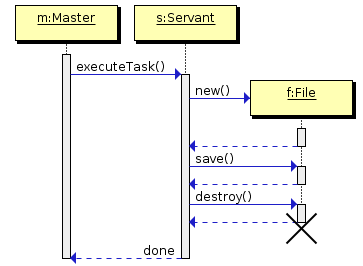 m:Master
s:Servant
executeTask()
new()
f:File
save()
destroy()
done